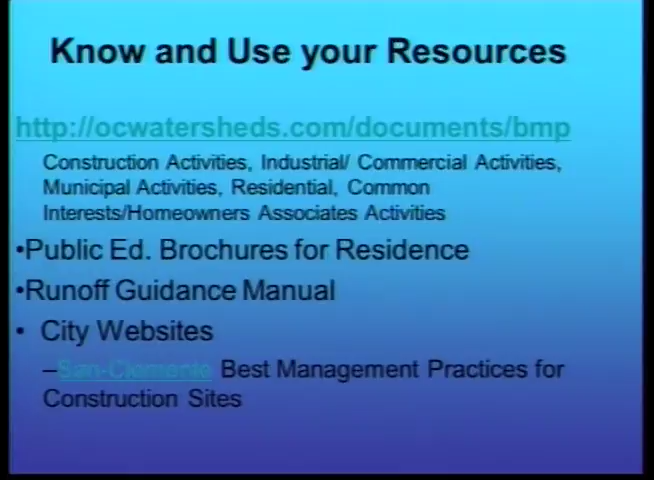 Know and Use your Resources
http://ocwatersheds.com/documents/bmp
Construction Activities, Industrial/ Commercial Activities,
Municipal Activities, Residential, Common
Interests/Homeowners Associates Activities
•Public Ed. Brochures for Residence
•Runoff Guidance Manual
• City Websites
–San-Clemente Best Management Practices for
Construction Sites